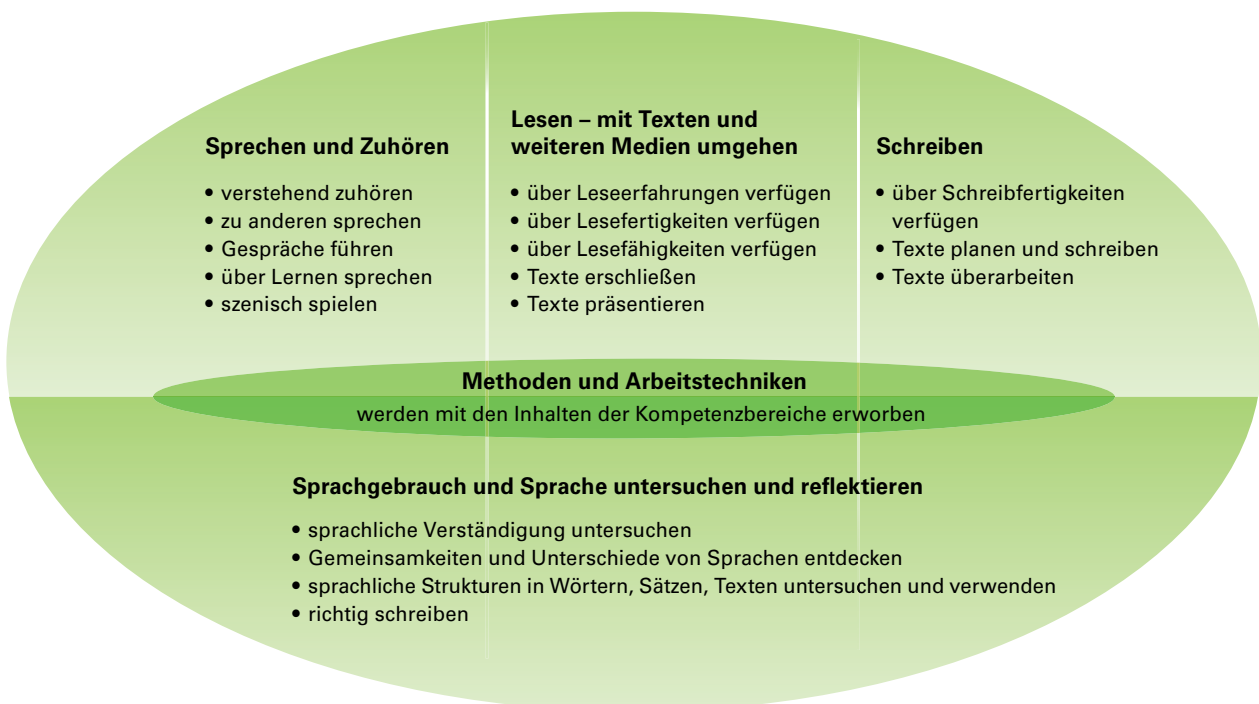 Sprechen und Zuhören
• verstehend zuhören
• zu anderen sprechen
• Gespräche führen
• über Lernen sprechen
• szenisch spielen
Lesen – mit Texten und
weiteren Medien umgehen
• über Leseerfahrungen verfügen
• über Lesefertigkeiten verfügen
• über Lesefähigkeiten verfügen
• Texte erschließen
• Texte präsentieren
Schreiben
• über Schreibfertigkeiten
verfügen
• Texte planen und schreiben
• Texte überarbeiten
Methoden und Arbeitstechniken
werden mit den Inhalten der Kompetenzbereiche erworben
Sprachgebrauch und Sprache untersuchen und reflektieren
• sprachliche Verständigung untersuchen
• Gemeinsamkeiten und Unterschiede von Sprachen entdecken
• sprachliche Strukturen in Wörtern, Sätzen, Texten untersuchen und verwenden
• richtig schreiben